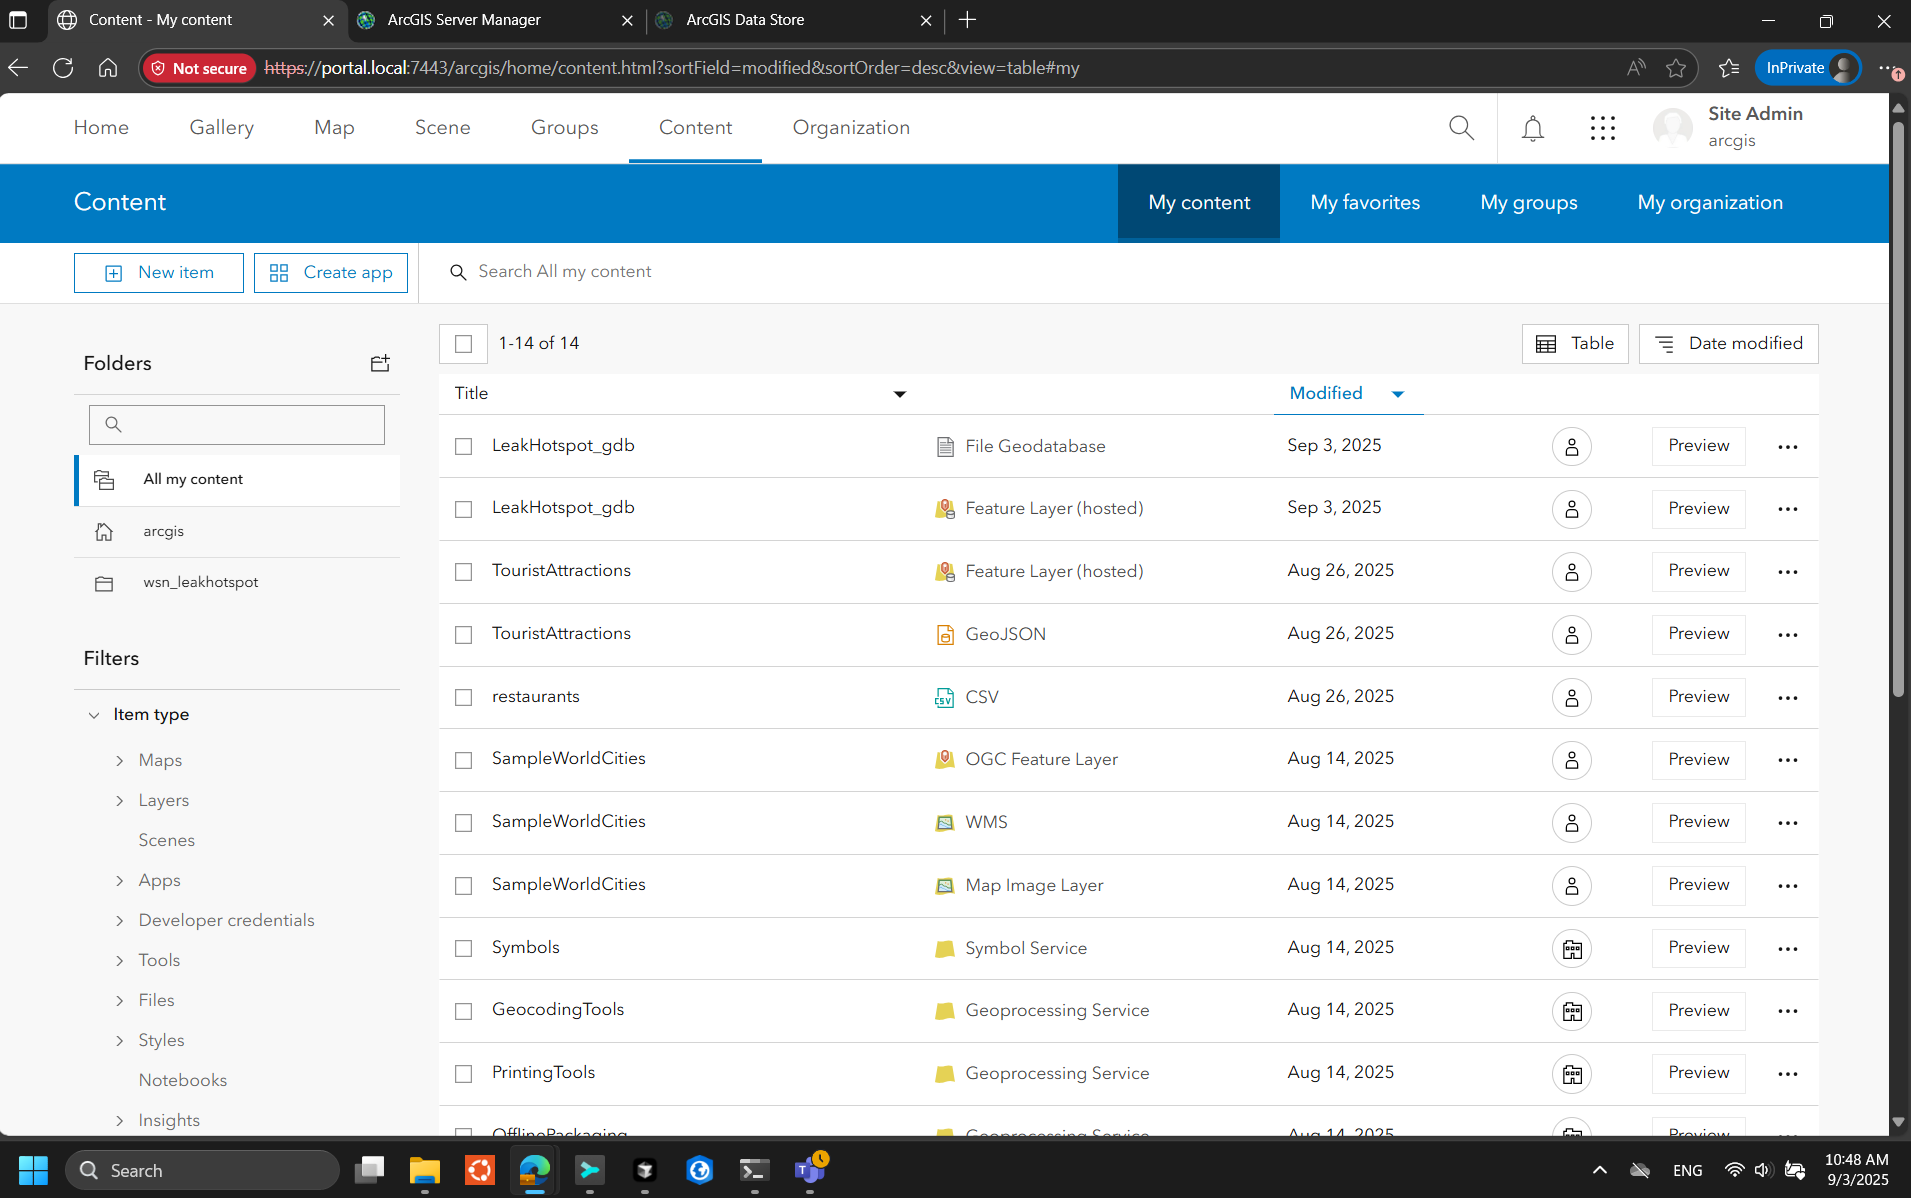 Content - My content
ArcGIS Server Manager
ArcGIS Data Store
Not secure
https://portal.local:7443/arcgis/home/content.html?sortField=modified&sortOrder=desc&view=table#my
InPrivate
Home
Gallery
Map
Scene
Groups
Content
Organization
Site Admin
arcgis
Content
My content
My favorites
My groups
My organization
New item
Create app
Search All my content
Folders
1-14 of 14
Table
Date modified
Title
Modified
All my content
arcgis
wsn_leakhotspot
Filters
Item type
Maps
Layers
Scenes
Apps
Developer credentials
Tools
Files
Styles
Notebooks
Insights
LeakHotspot_gdb File Geodatabase Sep 3, 2025 Preview
LeakHotspot_gdb Feature Layer (hosted) Sep 3, 2025 Preview
TouristAttractions Feature Layer (hosted) Aug 26, 2025 Preview
TouristAttractions GeoJSON Aug 26, 2025 Preview
restaurants CSV CSV Aug 26, 2025 Preview
SampleWorldCities OGC Feature Layer Aug 14, 2025 Preview
SampleWorldCities WMS Aug 14, 2025 Preview
SampleWorldCities Map Image Layer Aug 14, 2025 Preview
Symbols Symbol Service Aug 14, 2025 Preview
GeocodingTools Geoprocessing Service Aug 14, 2025 Preview
PrintingTools Geoprocessing Service Aug 14, 2025 Preview
OfflinePackaging Geoprocessing Service Aug 14, 2025 Preview
Search
ENG
10:48 AM
9/3/2025